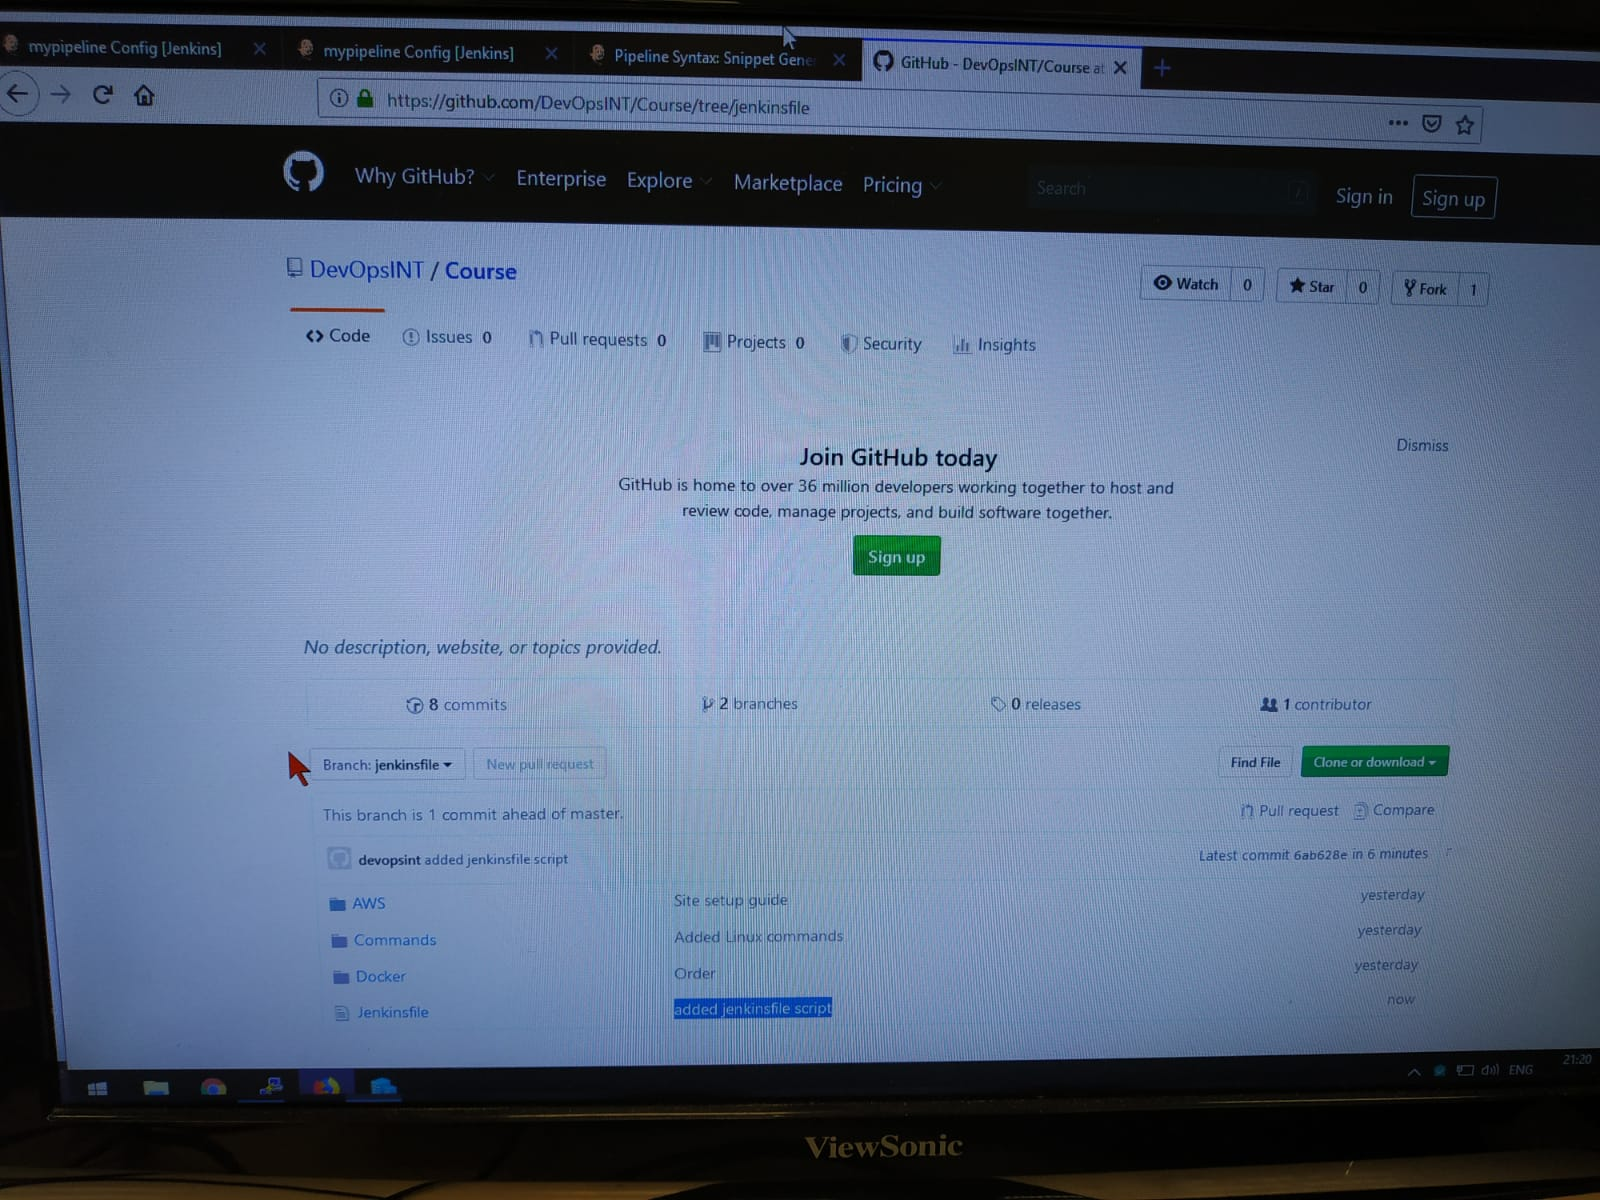 mypipeline Config [Jenkins]
mypipeline Config [Jenkins]
Pipeline Syntax: Snippet Gene
GitHub - DevOpsINT/Course at
https://github.com/DevOpsINT/Course/tree/jenkinsfile
Why GitHub? Enterprise Explore Marketplace Pricing Search / Sign in Sign up
DevOpsINT / Course
Watch 0 Star 0 Fork 1
Code Issues 0 Pull requests 0 Projects 0 Security Insights
Dismiss
Join GitHub today
GitHub is home to over 36 million developers working together to host and
review code, manage projects, and build software together.
Sign up
No description, website, or topics provided.
8 commits 2 branches 0 releases 1 contributor
Branch: jenkinsfile New pull request Find File Clone or download
This branch is 1 commit ahead of master. Pull request Compare
devopsint added jenkinsfile script Latest commit 6ab628e in 6 minutes
AWS Site setup guide yesterday
Commands Added Linux commands yesterday
Docker Order yesterday
Jenkinsfile added jenkinsfile script now
ENG 21:20
ViewSonic